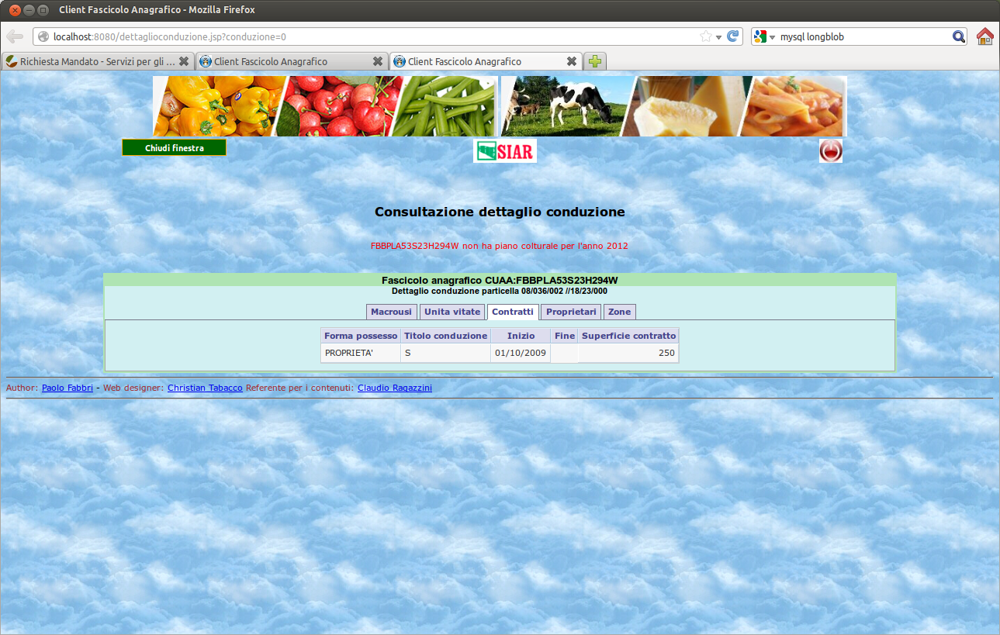 Client Fascicolo Anagrafico - Mozilla Firefox
localhost:8080/dettaglioconduzione.jsp?conduzione=0
mysql longblob
Richiesta Mandato - Servizi per gli ...
Client Fascicolo Anagrafico
Client Fascicolo Anagrafico
Chiudi finestra
SIAR
Consultazione dettaglio conduzione
FBBPLA53S23H294W non ha piano colturale per l'anno 2012
Fascicolo anagrafico CUAA:FBBPLA53S23H294W
Dettaglio conduzione particella 08/036/002 //18/23/000
Macrousi Unita vitate Contratti Proprietari Zone
Forma possesso Titolo conduzione Inizio Fine Superficie contratto
PROPRIETA' S 01/10/2009 250
Author: Paolo Fabbri - Web designer: Christian Tabacco Referente per i contenuti: Claudio Ragazzini